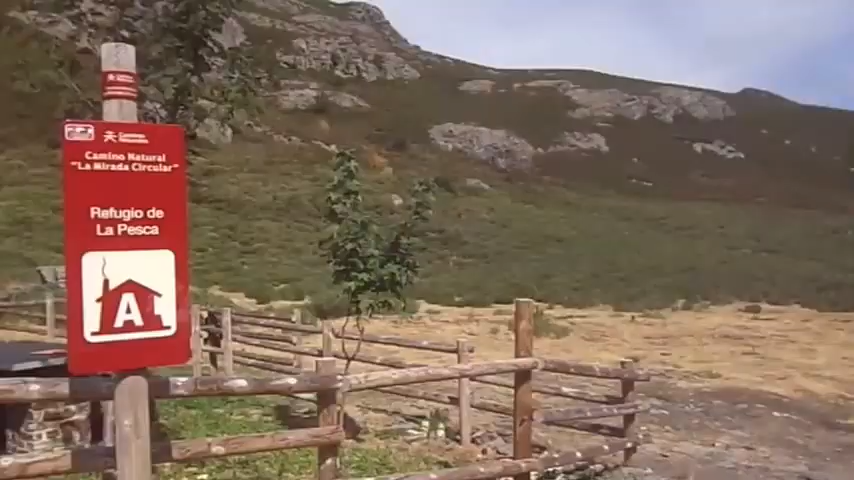 Camino Natural
"La Mirada Circular"
Refugio de
La Pesca
A